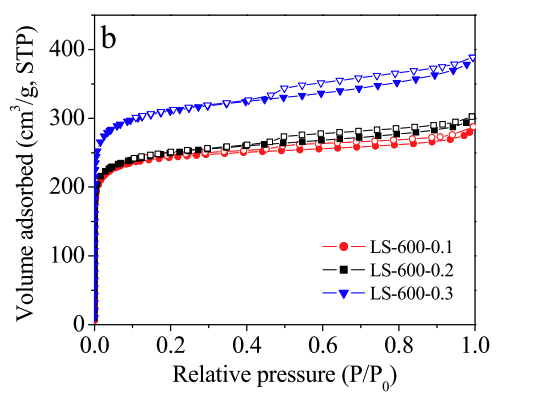 b
Volume adsorbed (cm³/g, STP)
400
300
200
100
0
LS-600-0.1
LS-600-0.2
LS-600-0.3
0.0 0.2 0.4 0.6 0.8 1.0
Relative pressure (P/P₀)